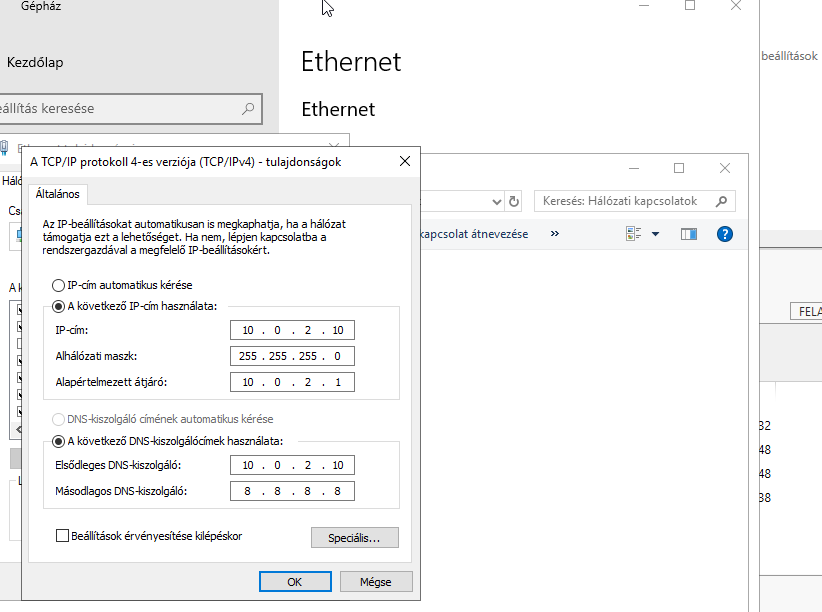 Gépház
beállítások
Ethernet
Kezdőlap
Ethernet
eállítás keresése
A TCP/IP protokoll 4-es verziója (TCP/IPv4) - tulajdonságok
Általános
Keresés: Hálózati kapcsolatok
Az IP-beállításokat automatikusan is megkaphatja, ha a hálózat
támogatja ezt a lehetőséget. Ha nem, lépjen kapcsolatba a
rendszergazdával a megfelelő IP-beállításokért.
kapcsolat átnevezése »
IP-cím automatikus kérése
A következő IP-cím használata:
IP-cím: 10 . 0 . 2 . 10
Alhálózati maszk: 255 . 255 . 255 . 0
Alapértelmezett átjáró: 10 . 0 . 2 . 1
DNS-kiszolgáló címének automatikus kérése
A következő DNS-kiszolgálócímek használata:
Elsődleges DNS-kiszolgáló: 10 . 0 . 2 . 10
Másodlagos DNS-kiszolgáló: 8 . 8 . 8 . 8
Beállítások érvényesítése kilépéskor
Speciális...
OK Mégse
FELA
32
48
48
38